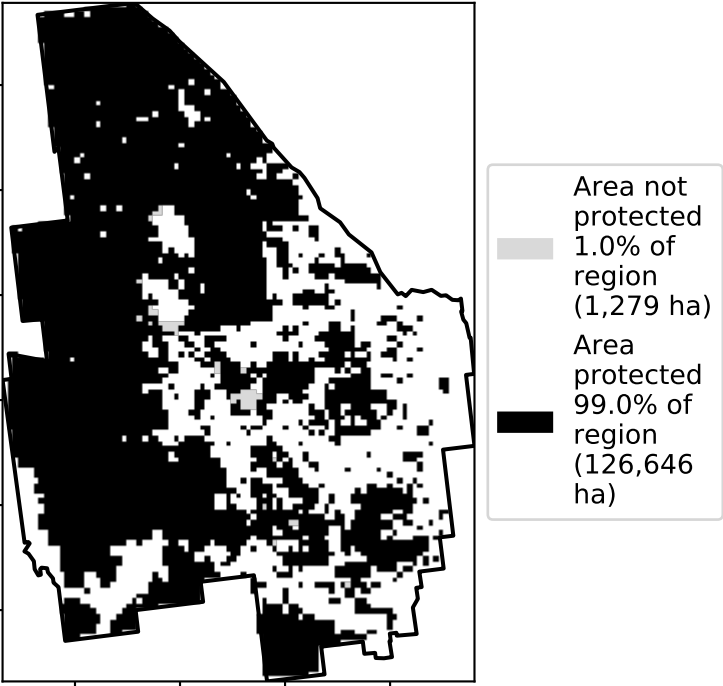 Area not
protected
1.0% of
region
(1,279 ha)
Area
protected
99.0% of
region
(126,646
ha)